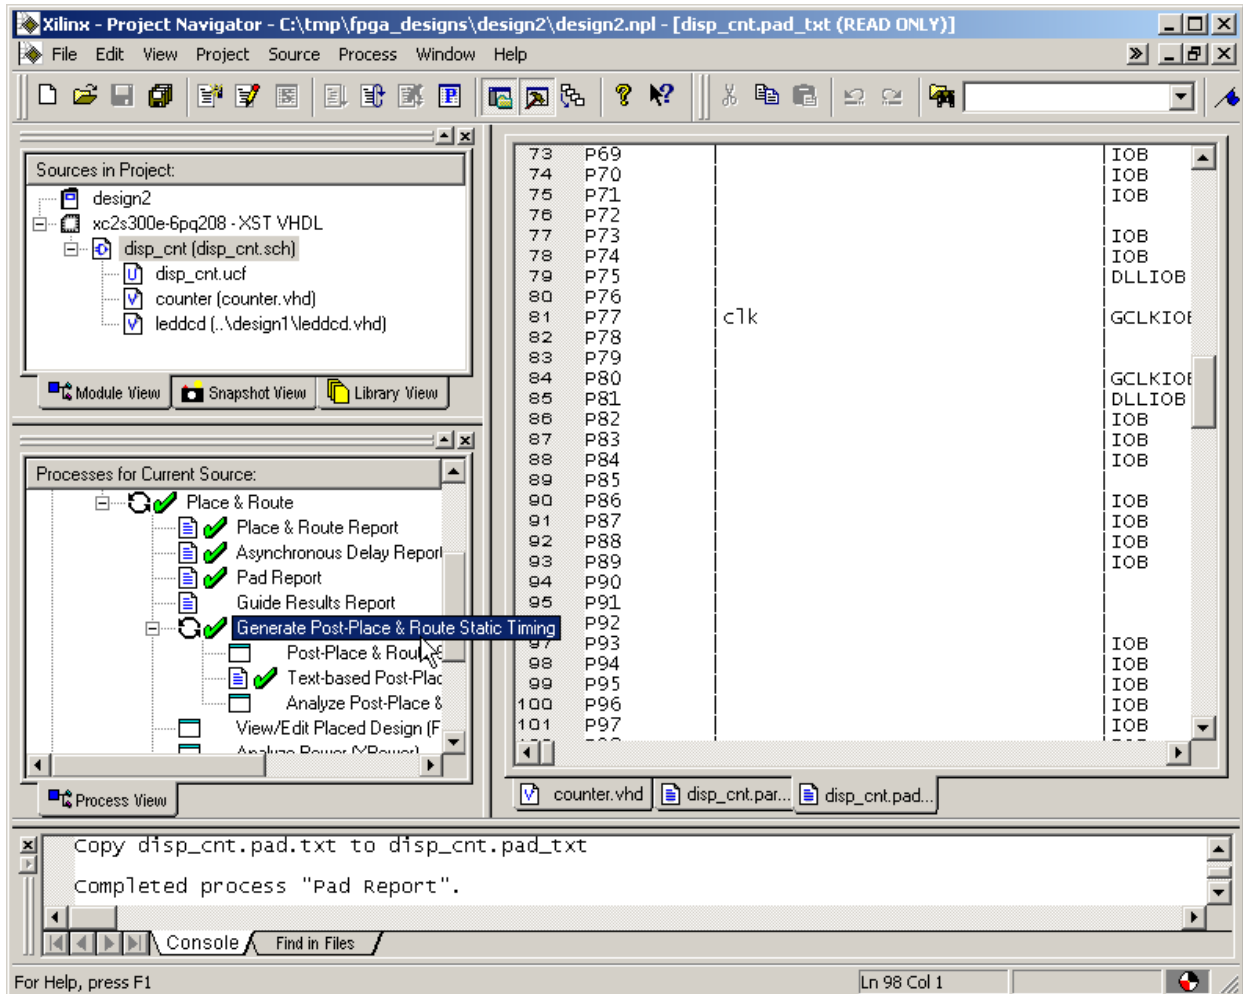 Xilinx - Project Navigator - C:\tmp\fpga_designs\design2\design2.npl - [disp_cnt.pad_txt (READ ONLY)]
File Edit View Project Source Process Window Help
Sources in Project:
design2
xc2s300e-6pq208 - XST VHDL
disp_cnt (disp_cnt.sch)
disp_cnt.ucf
counter (counter.vhd)
leddcd (..\design1\leddcd.vhd)
Module View Snapshot View Library View
Processes for Current Source:
Place & Route
Place & Route Report
Asynchronous Delay Report
Pad Report
Guide Results Report
Generate Post-Place & Route Static Timing
Post-Place & Rou
Text-based Post-Plac
Analyze Post-Place &
View/Edit Placed Design (F
Analyze Power (XPower)
Process View
73 P69 | | IOB
74 P70 | | IOB
75 P71 | | IOB
76 P72 | |
77 P73 | | IOB
78 P74 | | IOB
79 P75 | | DLLIOB
80 P76 | |
81 P77 | clk | GCLKIOB
82 P78 | |
83 P79 | |
84 P80 | | GCLKIOB
85 P81 | | DLLIOB
86 P82 | | IOB
87 P83 | | IOB
88 P84 | | IOB
89 P85 | |
90 P86 | | IOB
91 P87 | | IOB
92 P88 | | IOB
93 P89 | | IOB
94 P90 | |
95 P91 | |
P92 | |
97 P93 | | IOB
98 P94 | | IOB
99 P95 | | IOB
100 P96 | | IOB
101 P97 | | IOB
counter.vhd disp_cnt.par... disp_cnt.pad...
Copy disp_cnt.pad.txt to disp_cnt.pad_txt
Completed process "Pad Report".
Console Find in Files
For Help, press F1 Ln 98 Col 1